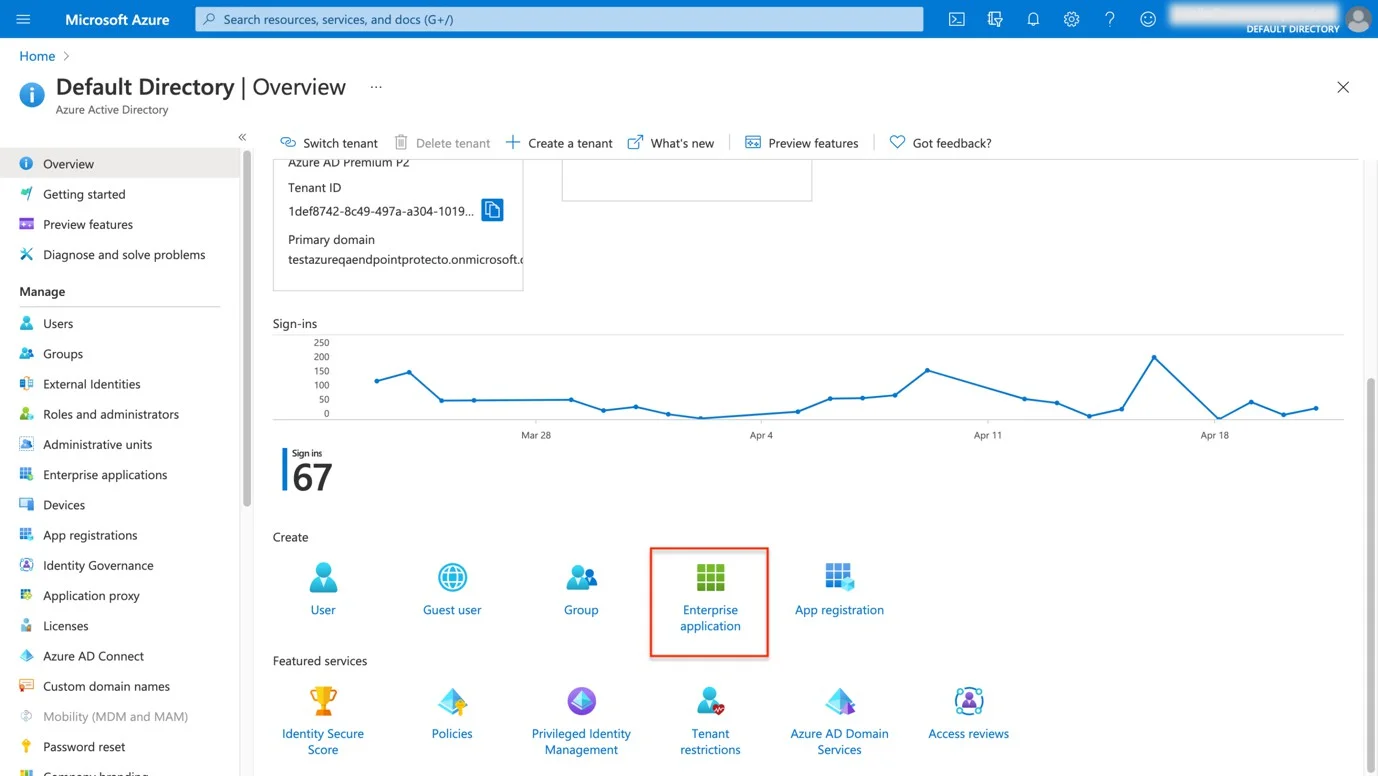 Microsoft Azure
Search resources, services, and docs (G+/)
DEFAULT DIRECTORY
Home
Default Directory | Overview ...
Azure Active Directory
Switch tenant
Delete tenant
Create a tenant
What's new
Preview features
Got feedback?
Overview
Getting started
Preview features
Diagnose and solve problems
Manage
Users
Groups
External Identities
Roles and administrators
Administrative units
Enterprise applications
Devices
App registrations
Identity Governance
Application proxy
Licenses
Azure AD Connect
Custom domain names
Mobility (MDM and MAM)
Password reset
Company branding
Azure AD Premium P2
Tenant ID
1def8742-8c49-497a-a304-1019...
Primary domain
testazureqaendpointprotecto.onmicrosoft.c
Sign-ins
250
200
150
100
50
0
Mar 28
Apr 4
Apr 11
Apr 18
Sign ins
67
Create
User
Guest user
Group
Enterprise
application
App registration
Featured services
Identity Secure
Score
Policies
Privileged Identity
Management
Tenant
restrictions
Azure AD Domain
Services
Access reviews